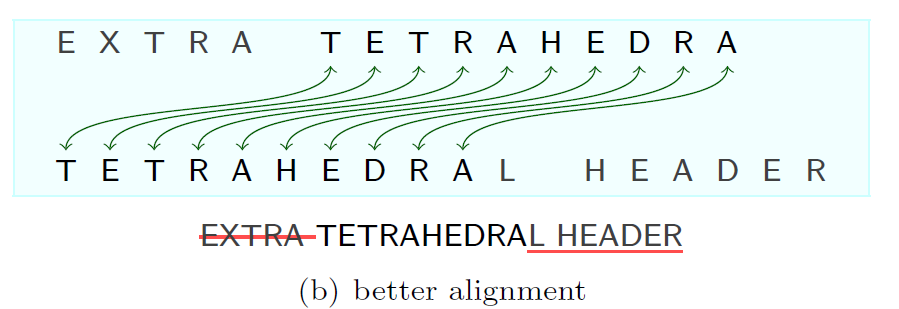 E X T R A T E T R A H E D R A
T E T R A H E D R A L H E A D E R
EXTRA TETRAHEDRAL HEADER
(b) better alignment